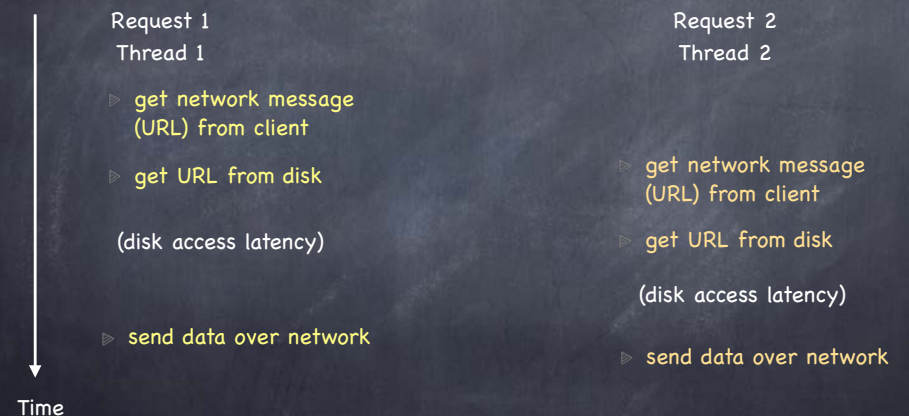 Request 1
Thread 1
get network message
(URL) from client
get URL from disk
(disk access latency)
send data over network
Request 2
Thread 2
get network message
(URL) from client
get URL from disk
(disk access latency)
send data over network
Time